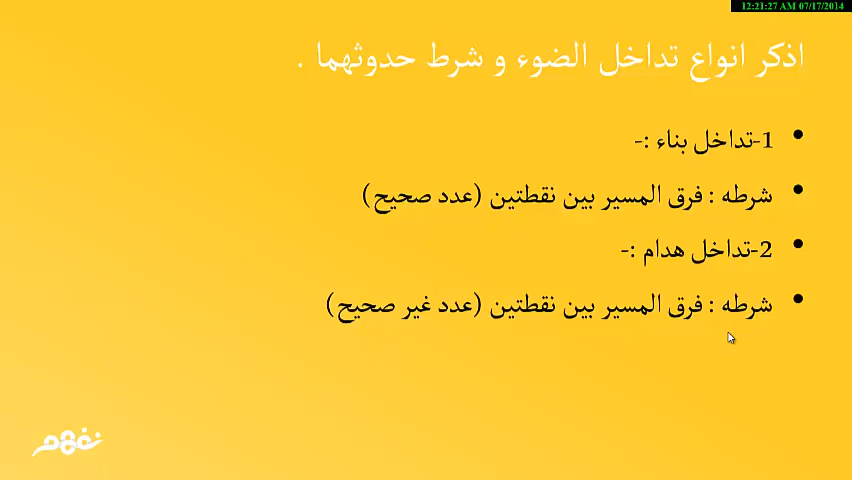 12:21:27 AM 07/17/2014
اذكر انواع تداخل الضوء و شرط حدوثهما .
• 1-تداخل بناء :-
• شرطه : فرق المسير بين نقطتين (عدد صحيح)
• 2-تداخل هدام :-
• شرطه : فرق المسير بين نقطتين (عدد غير صحيح)
نفهم